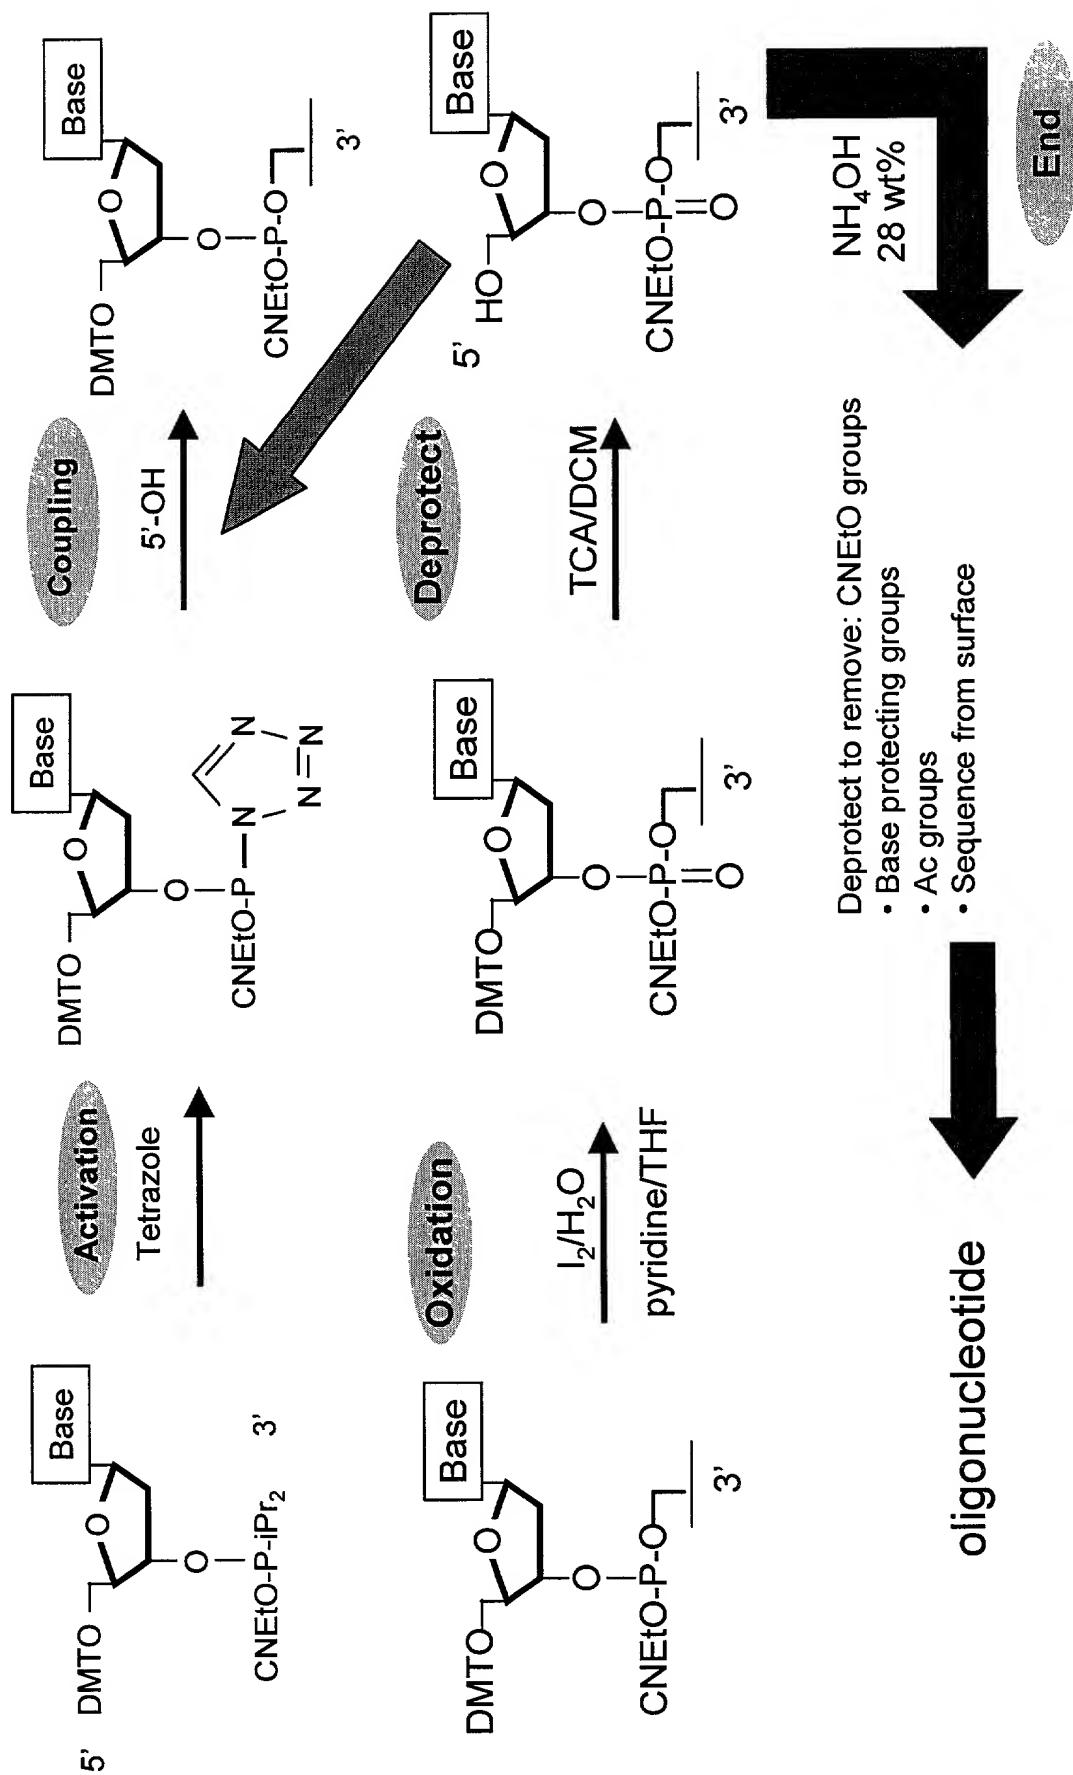 5'
DMTO
O
Base
O
CNEtO-P-iPr2
3'
Activation
Tetrazole
DMTO
O
Base
O
CNEtO-P
N
N
N
N
Coupling
5'-OH
DMTO
O
Base
O
CNEtO-P-O
3'
DMTO
O
Base
O
CNEtO-P-O
3'
Oxidation
I2/H2O
pyridine/THF
DMTO
O
Base
O
CNEtO-P-O
O
3'
Deprotect
TCA/DCM
5'
HO
O
Base
O
CNEtO-P-O
O
3'
NH4OH
28 wt%
End
Deprotect to remove: CNEtO groups
• Base protecting groups
• Ac groups
• Sequence from surface
oligonucleotide